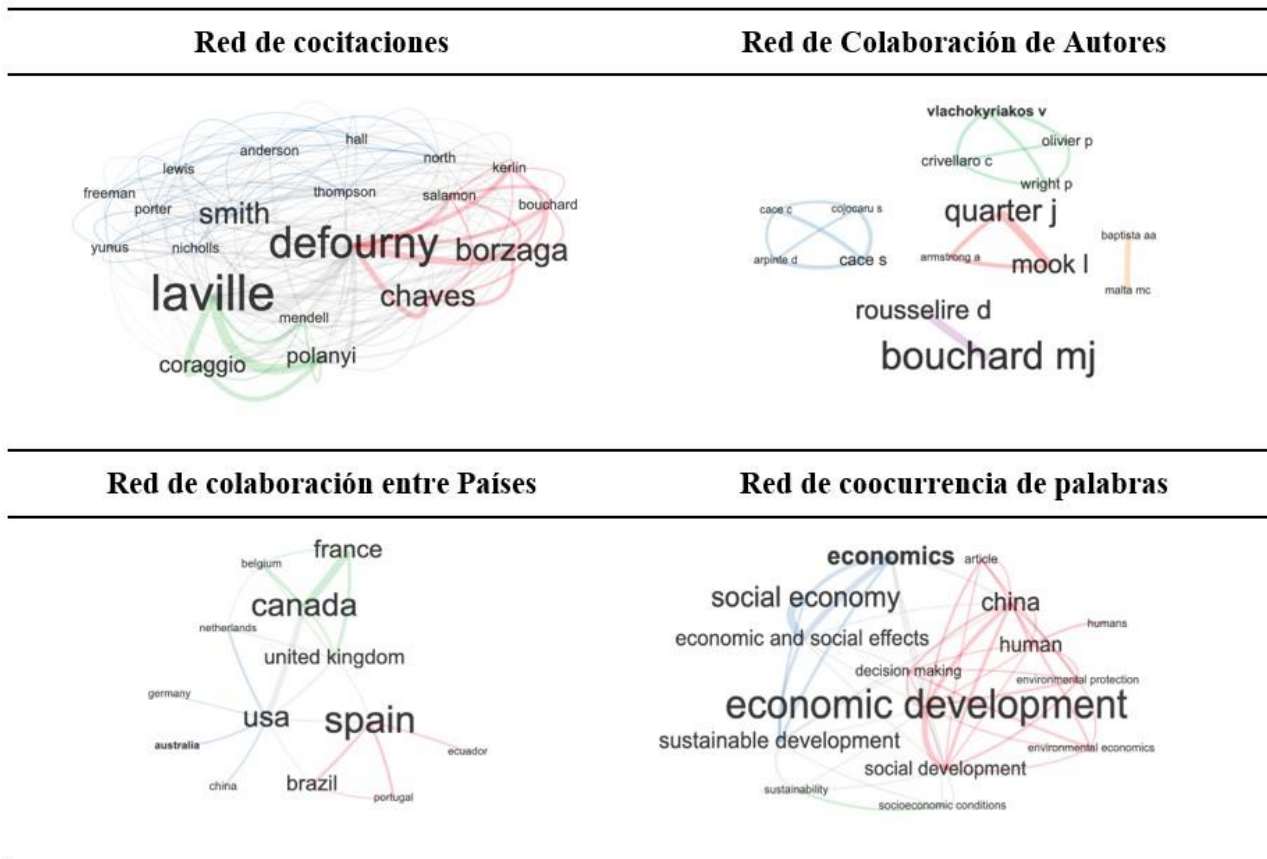 Red de cocitaciones
Red de Colaboración de Autores
hall
anderson
north
lewis
kerlin
freeman
thompson
salamon
porter
smith
bouchard
yunus
nicholls
defourny
borzaga
laville
chaves
mendell
coraggio
polanyi
vlachokyriakos v
olivier p
crivellaro c
wright p
cace c
cojocaru s
quarter j
baptista aa
arpinte d
cace s
armstrong a
mook l
malta mc
rousselire d
bouchard mj
Red de colaboración entre Países
Red de coocurrencia de palabras
france
belgium
canada
netherlands
united kingdom
germany
usa
spain
australia
ecuador
china
brazil
portugal
economics
article
social economy
china
humans
economic and social effects
human
decision making
environmental protection
economic development
sustainable development
environmental economics
social development
sustainability
socioeconomic conditions